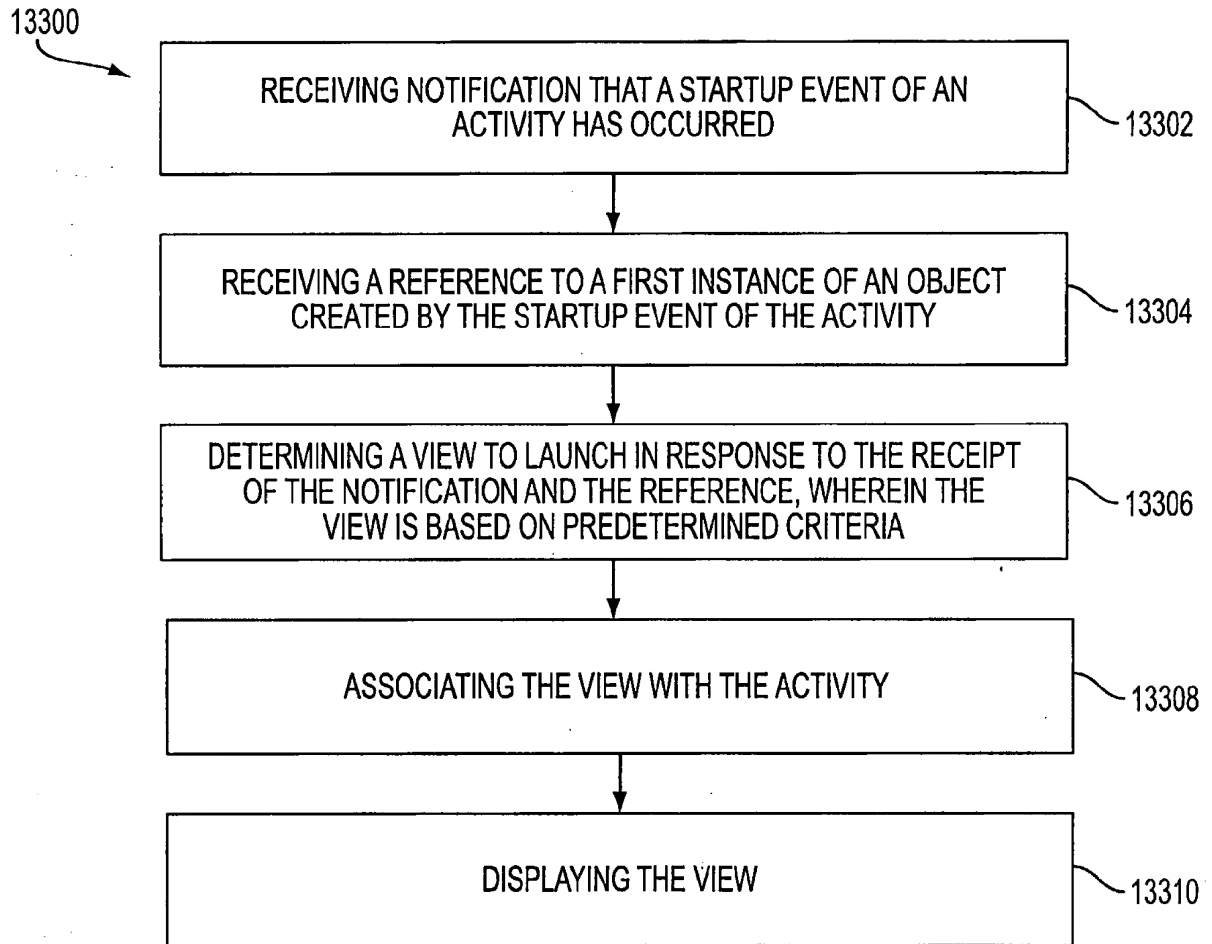 13300
RECEIVING NOTIFICATION THAT A STARTUP EVENT OF AN
ACTIVITY HAS OCCURRED
13302
RECEIVING A REFERENCE TO A FIRST INSTANCE OF AN OBJECT
CREATED BY THE STARTUP EVENT OF THE ACTIVITY
13304
DETERMINING A VIEW TO LAUNCH IN RESPONSE TO THE RECEIPT
OF THE NOTIFICATION AND THE REFERENCE, WHEREIN THE
VIEW IS BASED ON PREDETERMINED CRITERIA
13306
ASSOCIATING THE VIEW WITH THE ACTIVITY
13308
DISPLAYING THE VIEW
13310